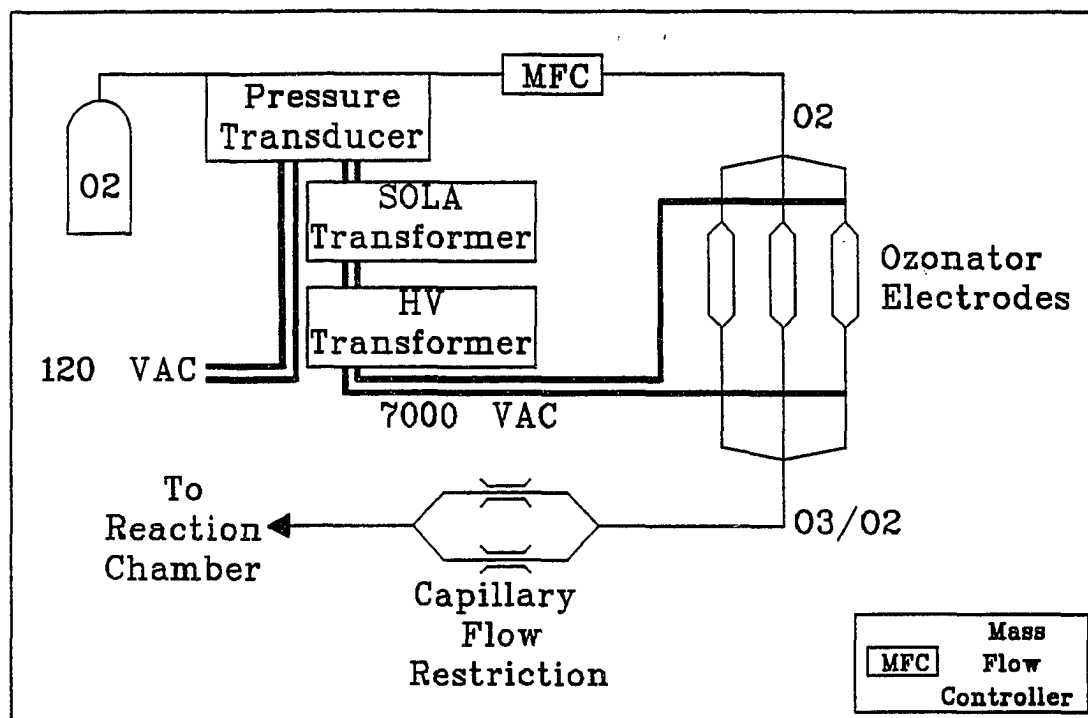 MFC
Pressure
Transducer
O2
O2
SOLA
Transformer
HV
Transformer
Ozonator
Electrodes
120 VAC
7000 VAC
To
Reaction
Chamber
O3/O2
Capillary
Flow
Restriction
MFC
Mass
Flow
Controller